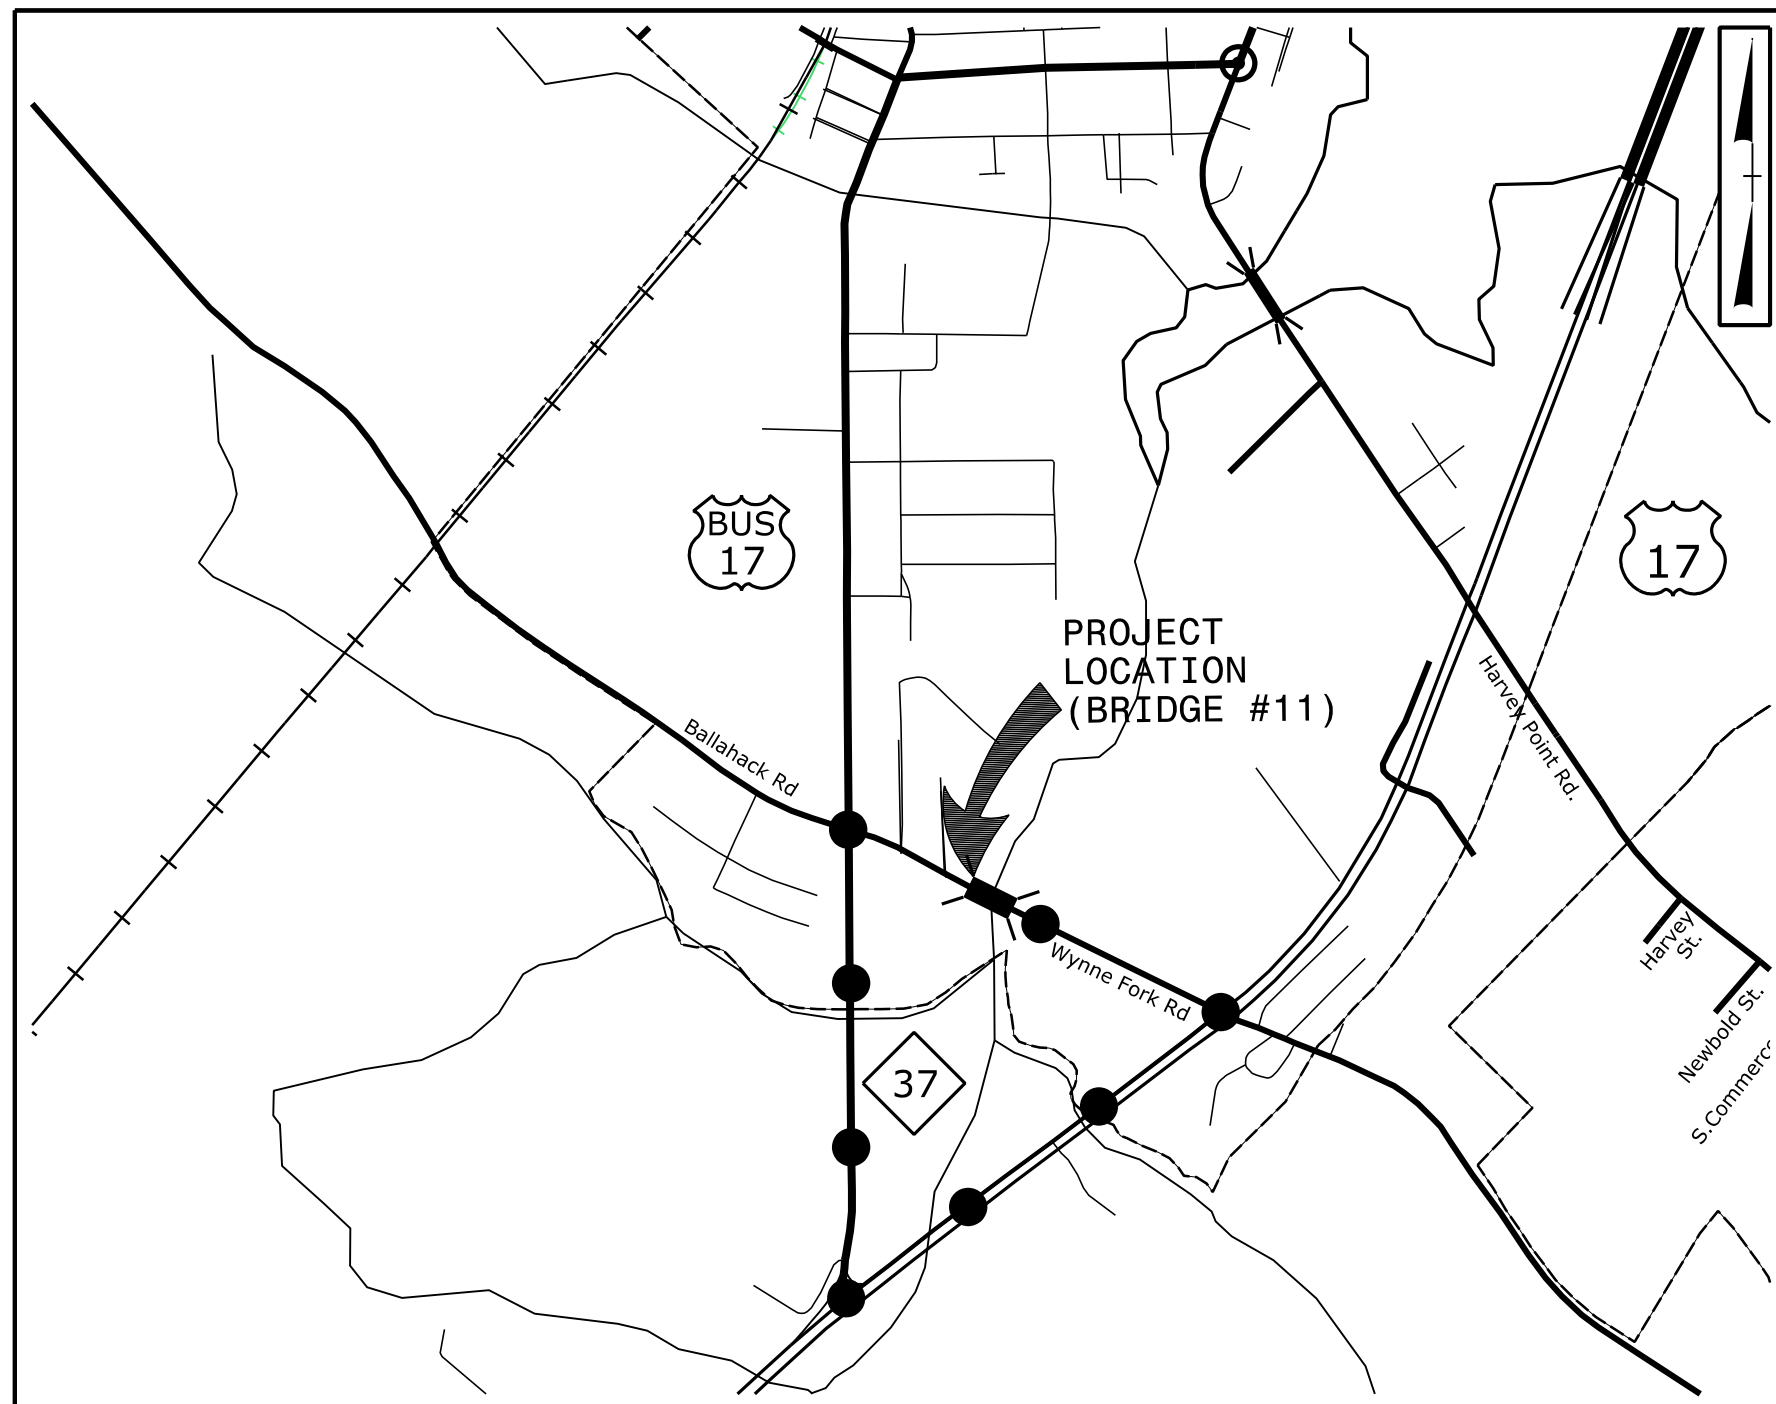 BUS
17
17
PROJECT
LOCATION
(BRIDGE #11)
Harvey Point Rd.
Ballahack Rd
Wynne Fork Rd
Harvey
St.
Newbold St.
37